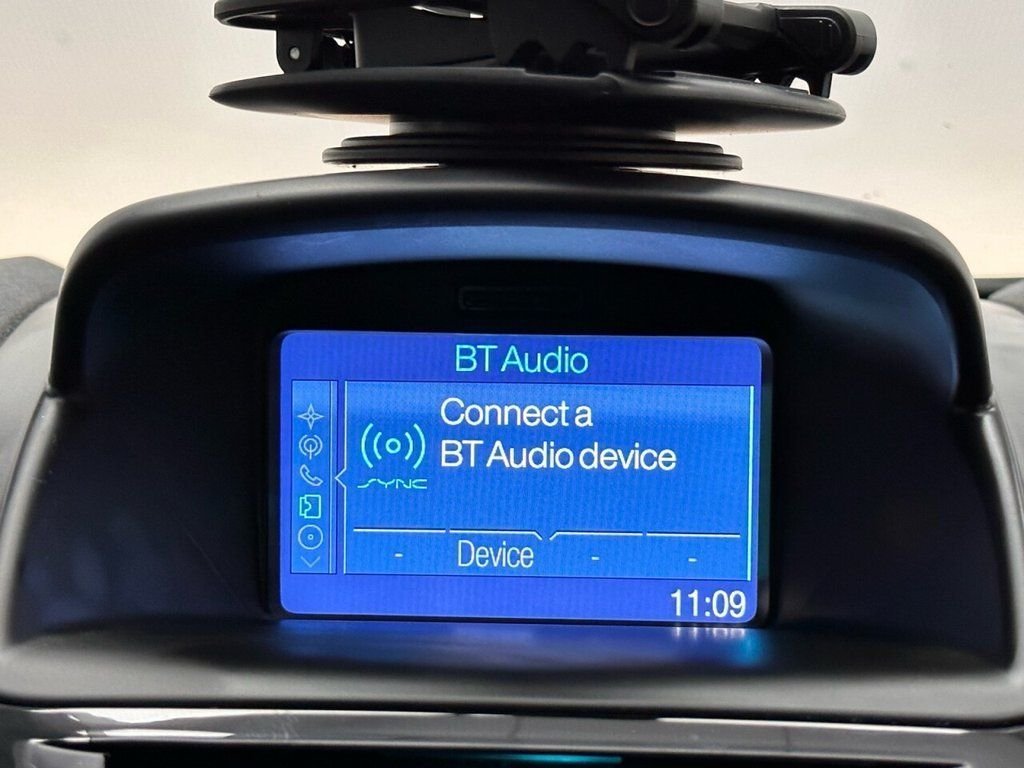 BT Audio
Connect a
BT Audio device
SYNC
- Device - -
11:09